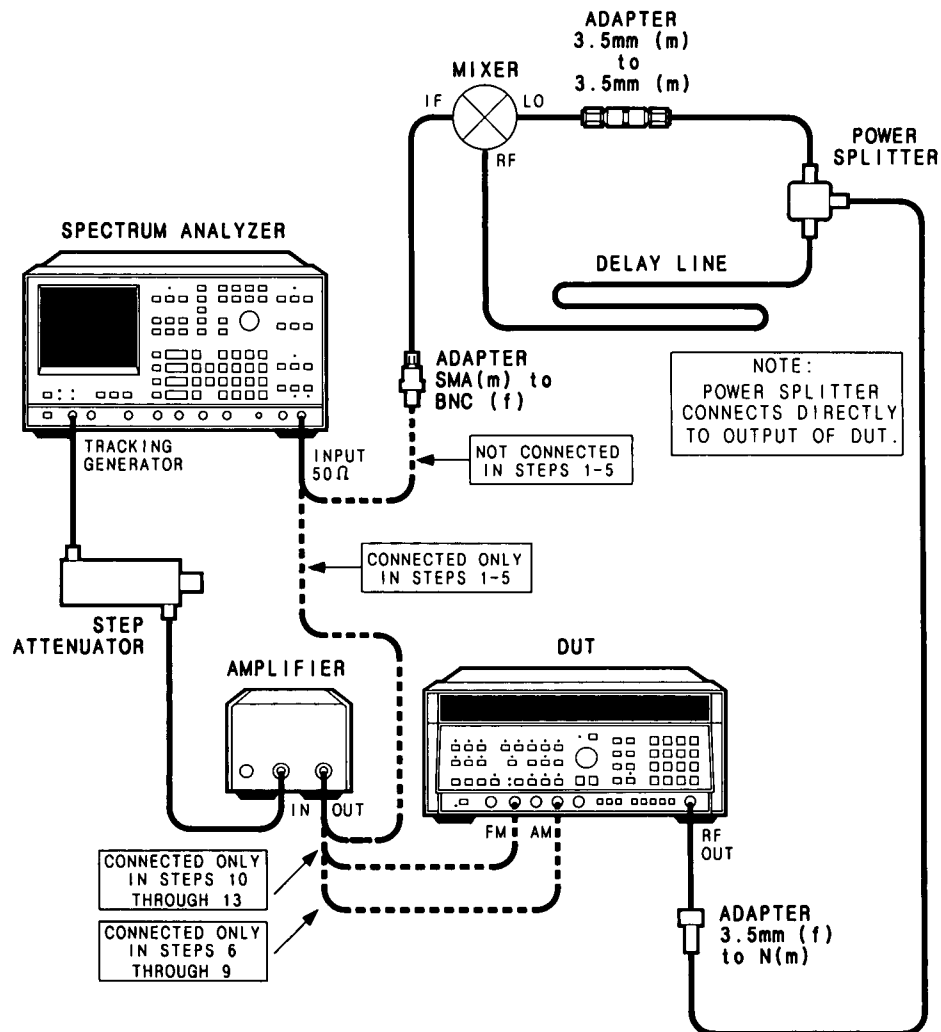 ADAPTER
3.5mm (m)
to
3.5mm (m)
MIXER
IF
LO
RF
POWER
SPLITTER
SPECTRUM ANALYZER
DELAY LINE
ADAPTER
SMA(m) to
BNC (f)
NOTE:
POWER SPLITTER
CONNECTS DIRECTLY
TO OUTPUT OF DUT.
TRACKING
GENERATOR
INPUT
50Ω
NOT CONNECTED
IN STEPS 1-5
CONNECTED ONLY
IN STEPS 1-5
STEP
ATTENUATOR
AMPLIFIER
DUT
IN
OUT
FM
AM
RF
OUT
CONNECTED ONLY
IN STEPS 10
THROUGH 13
CONNECTED ONLY
IN STEPS 6
THROUGH 9
ADAPTER
3.5mm (f)
to N(m)